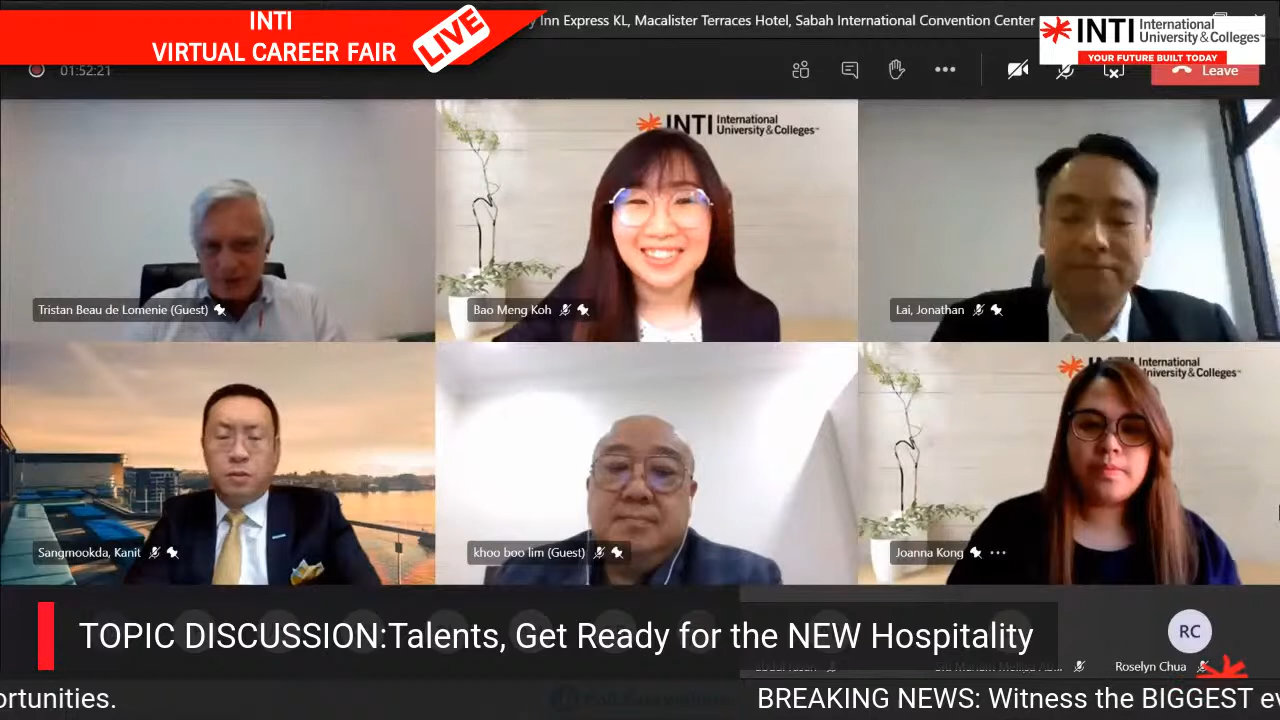 INTI
VIRTUAL CAREER FAIR
LIVE
Inn Express KL, Macalister Terraces Hotel, Sabah International Convention Center
INTI International University & Colleges
YOUR FUTURE BUILT TODAY
01:52:21
Leave
INTI International University & Colleges
Tristan Beau de Lomenie (Guest)
Bao Meng Koh
Lai, Jonathan
INTI International University & Colleges
Sangmookda, Kanit
khoo boo lim (Guest)
Joanna Kong
TOPIC DISCUSSION:Talents, Get Ready for the NEW Hospitality
RC
Roselyn Chua
ortunities.
BREAKING NEWS: Witness the BIGGEST ev